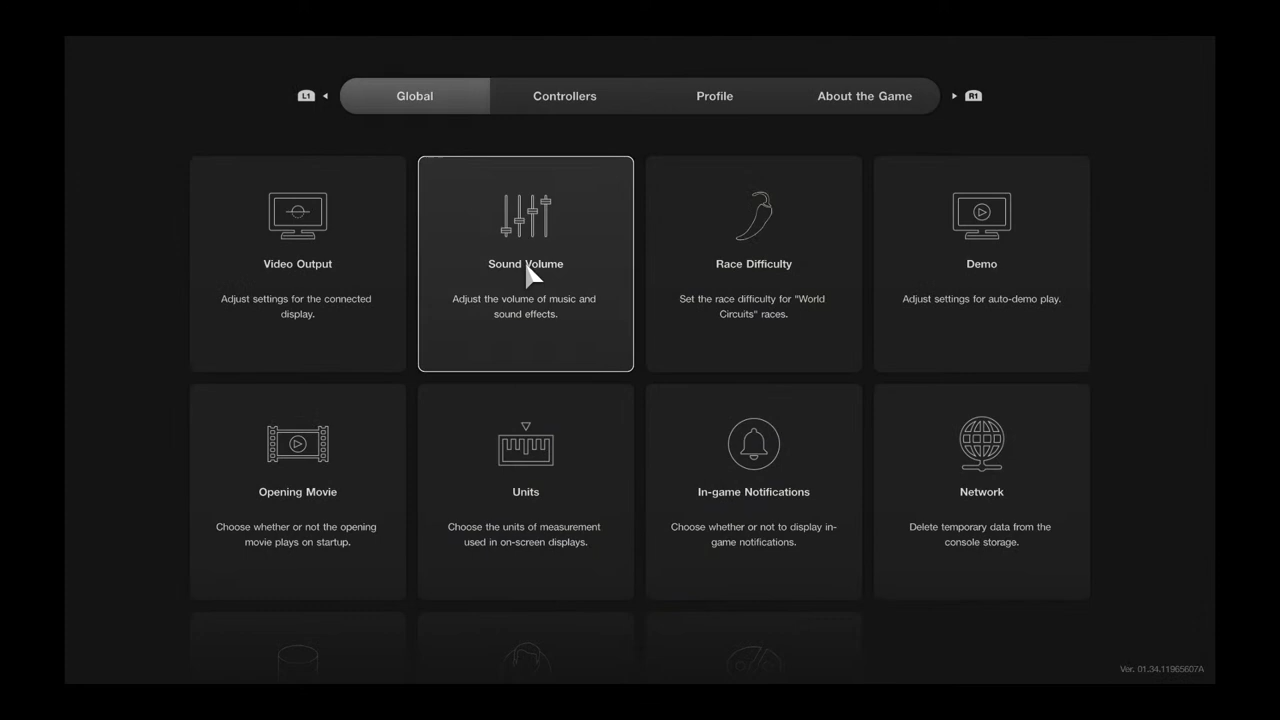 L1
Global
Controllers
Profile
About the Game
R1
Video Output
Adjust settings for the connected
display.
Sound Volume
Adjust the volume of music and
sound effects.
Race Difficulty
Set the race difficulty for "World
Circuits" races.
Demo
Adjust settings for auto-demo play.
Opening Movie
Choose whether or not the opening
movie plays on startup.
Units
Choose the units of measurement
used in on-screen displays.
In-game Notifications
Choose whether or not to display in-
game notifications.
Network
Delete temporary data from the
console storage.
Ver. 01.34.11965607A